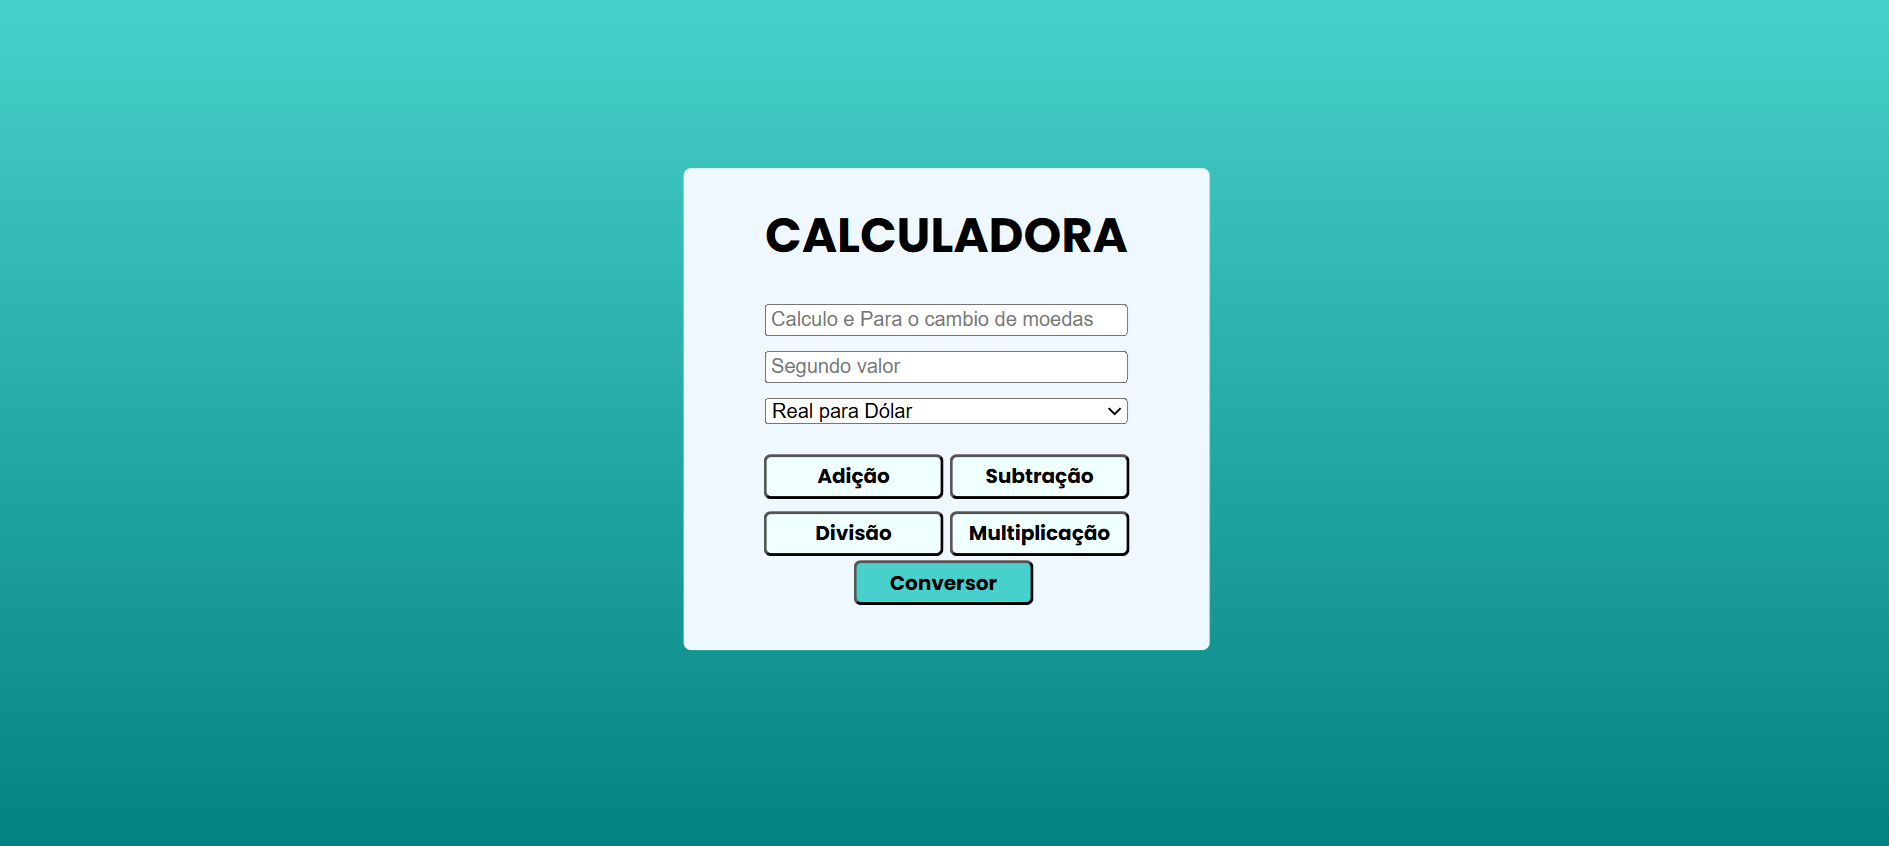 CALCULADORA
Calculo e Para o cambio de moedas
Segundo valor
Real para Dólar
Adição Subtração
Divisão Multiplicação
Conversor